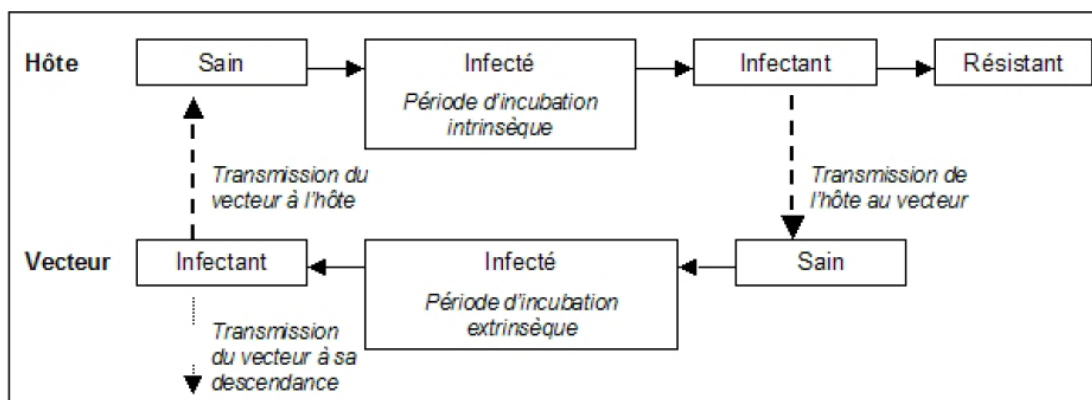 Hôte
Sain
Infecté
Période d'incubation
intrinsèque
Infectant
Résistant
Transmission du
vecteur à l'hôte
Transmission de
l'hôte au vecteur
Vecteur
Infectant
Infecté
Période d'incubation
extrinsèque
Sain
Transmission
du vecteur à sa
descendance